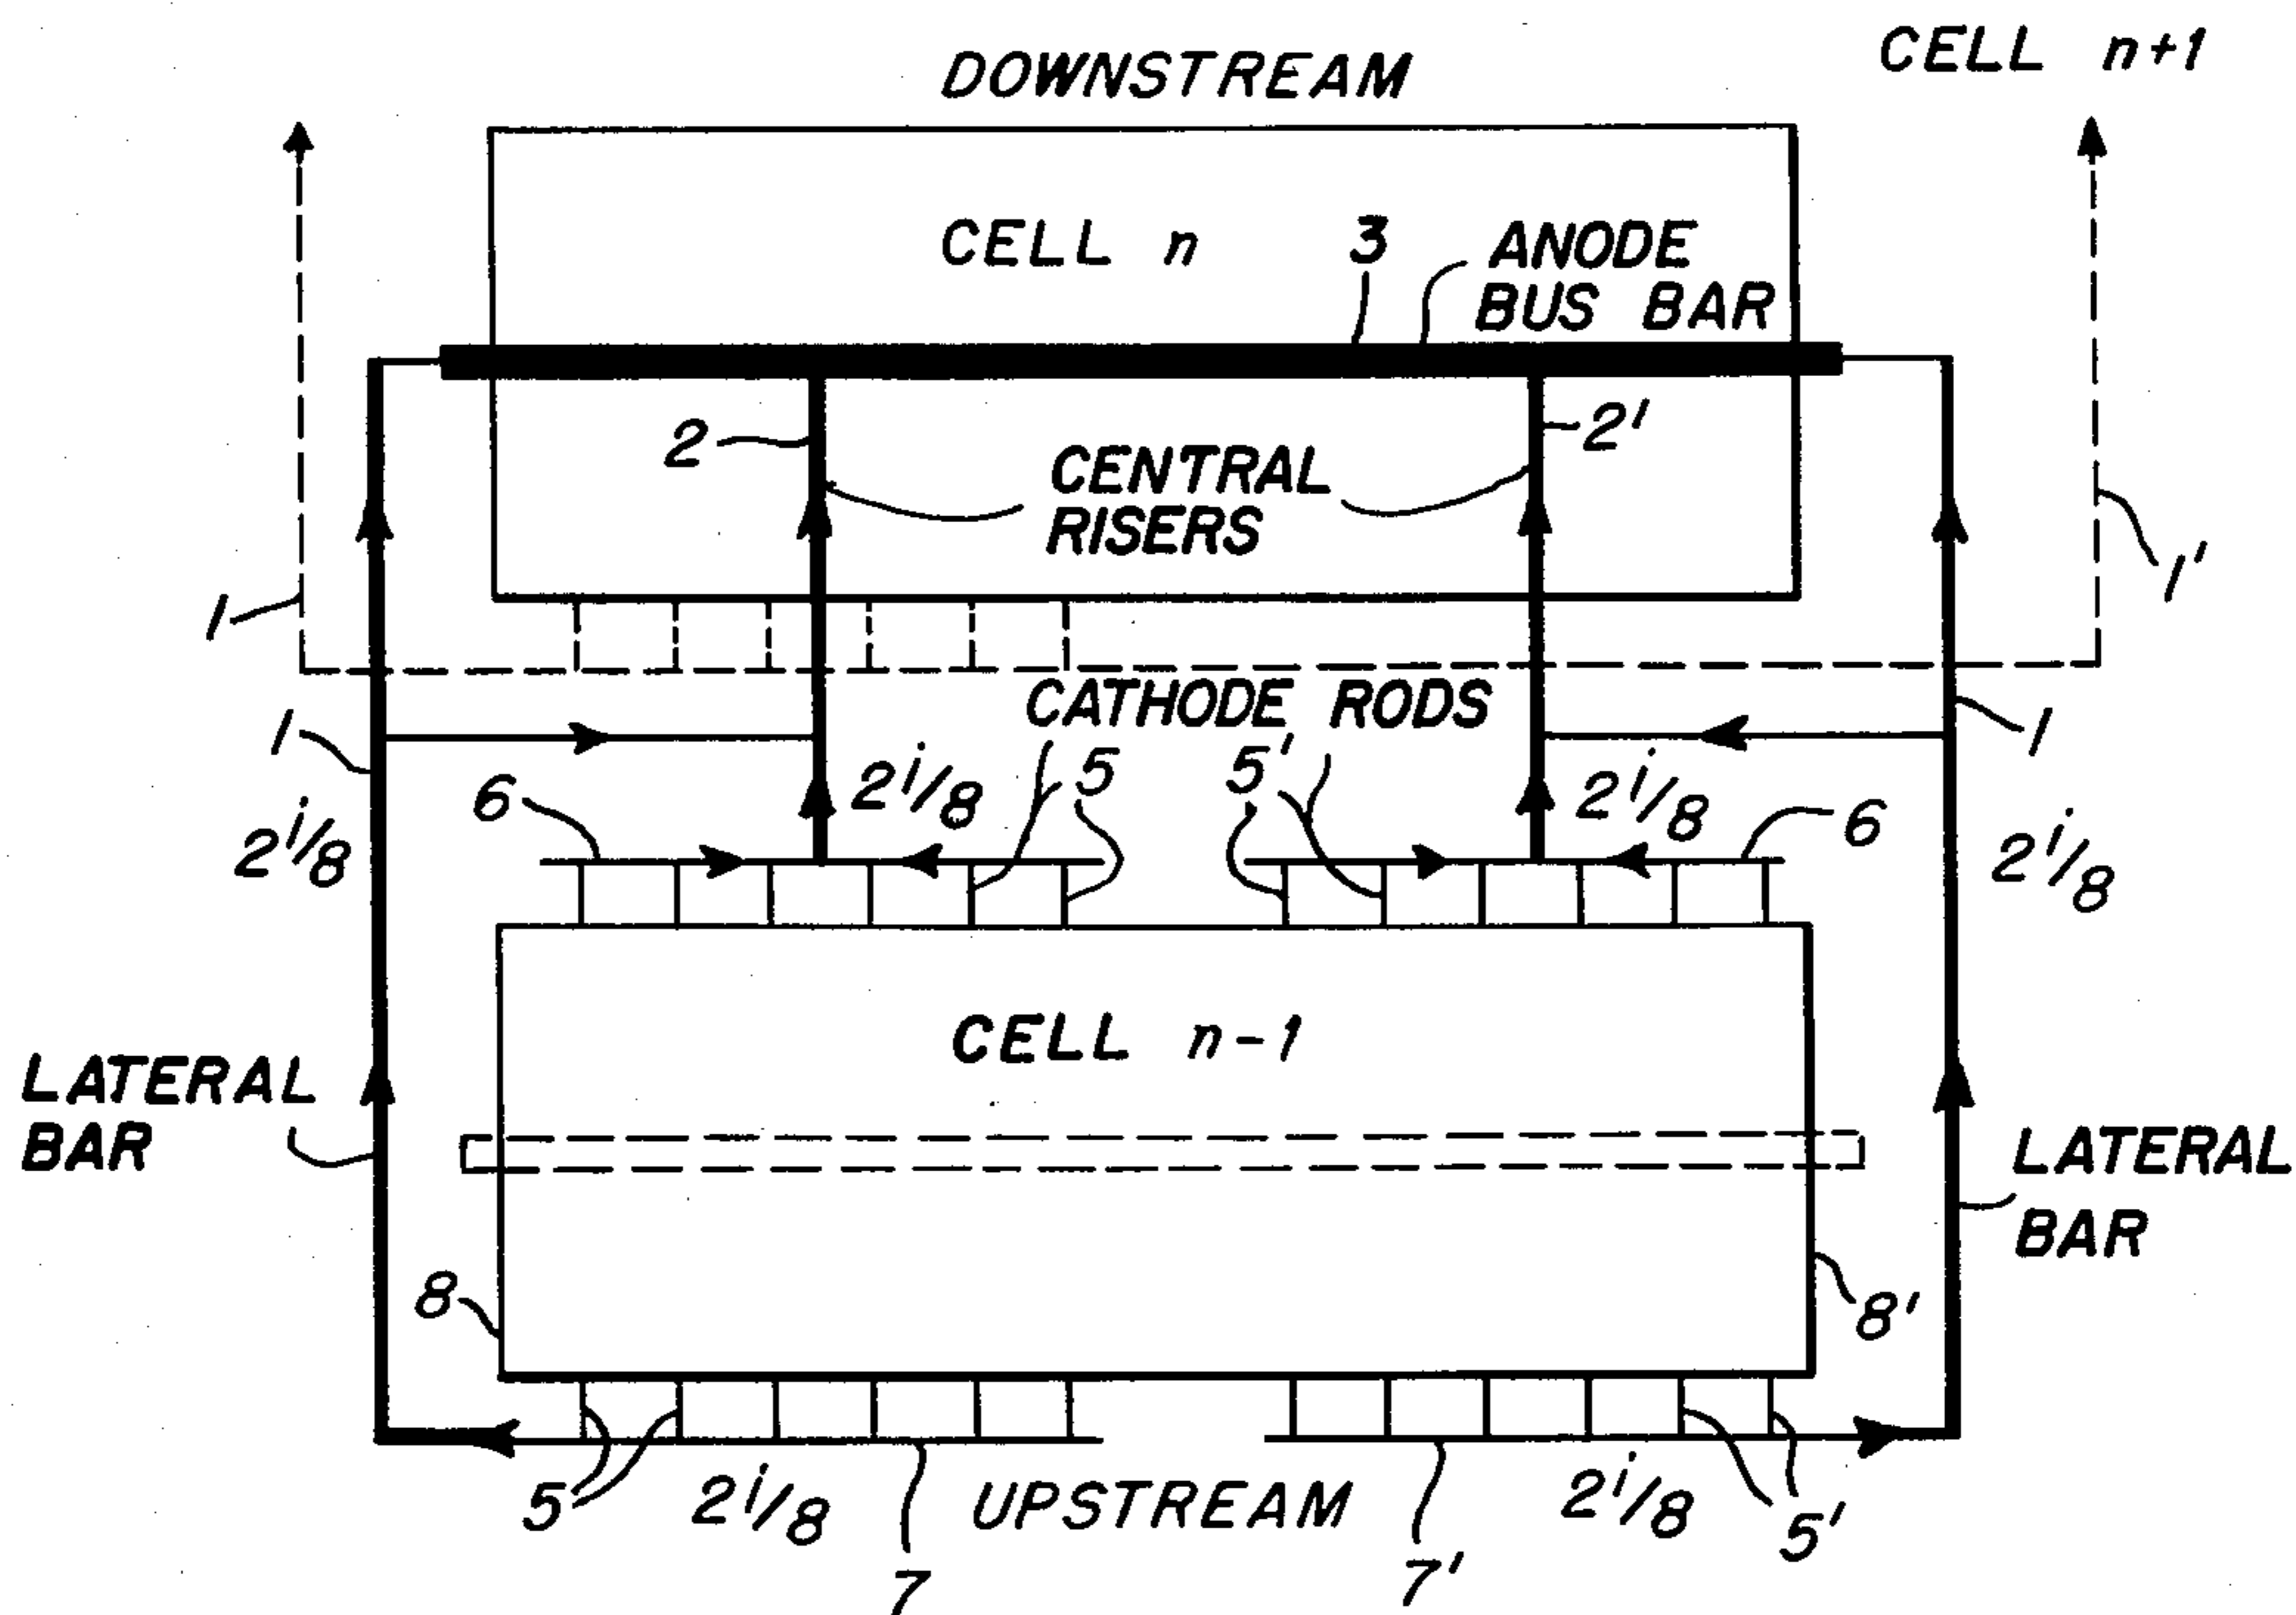 CELL n+1
DOWNSTREAM
CELL n
3
ANODE
BUS BAR
2
2'
CENTRAL
RISERS
1
1'
CATHODE RODS
1
1
2i/8
6
2i/8
5
5'
2i/8
6
2i/8
CELL n-1
LATERAL
BAR
LATERAL
BAR
8
8'
5
2i/8
7
UPSTREAM
7'
2i/8
5'